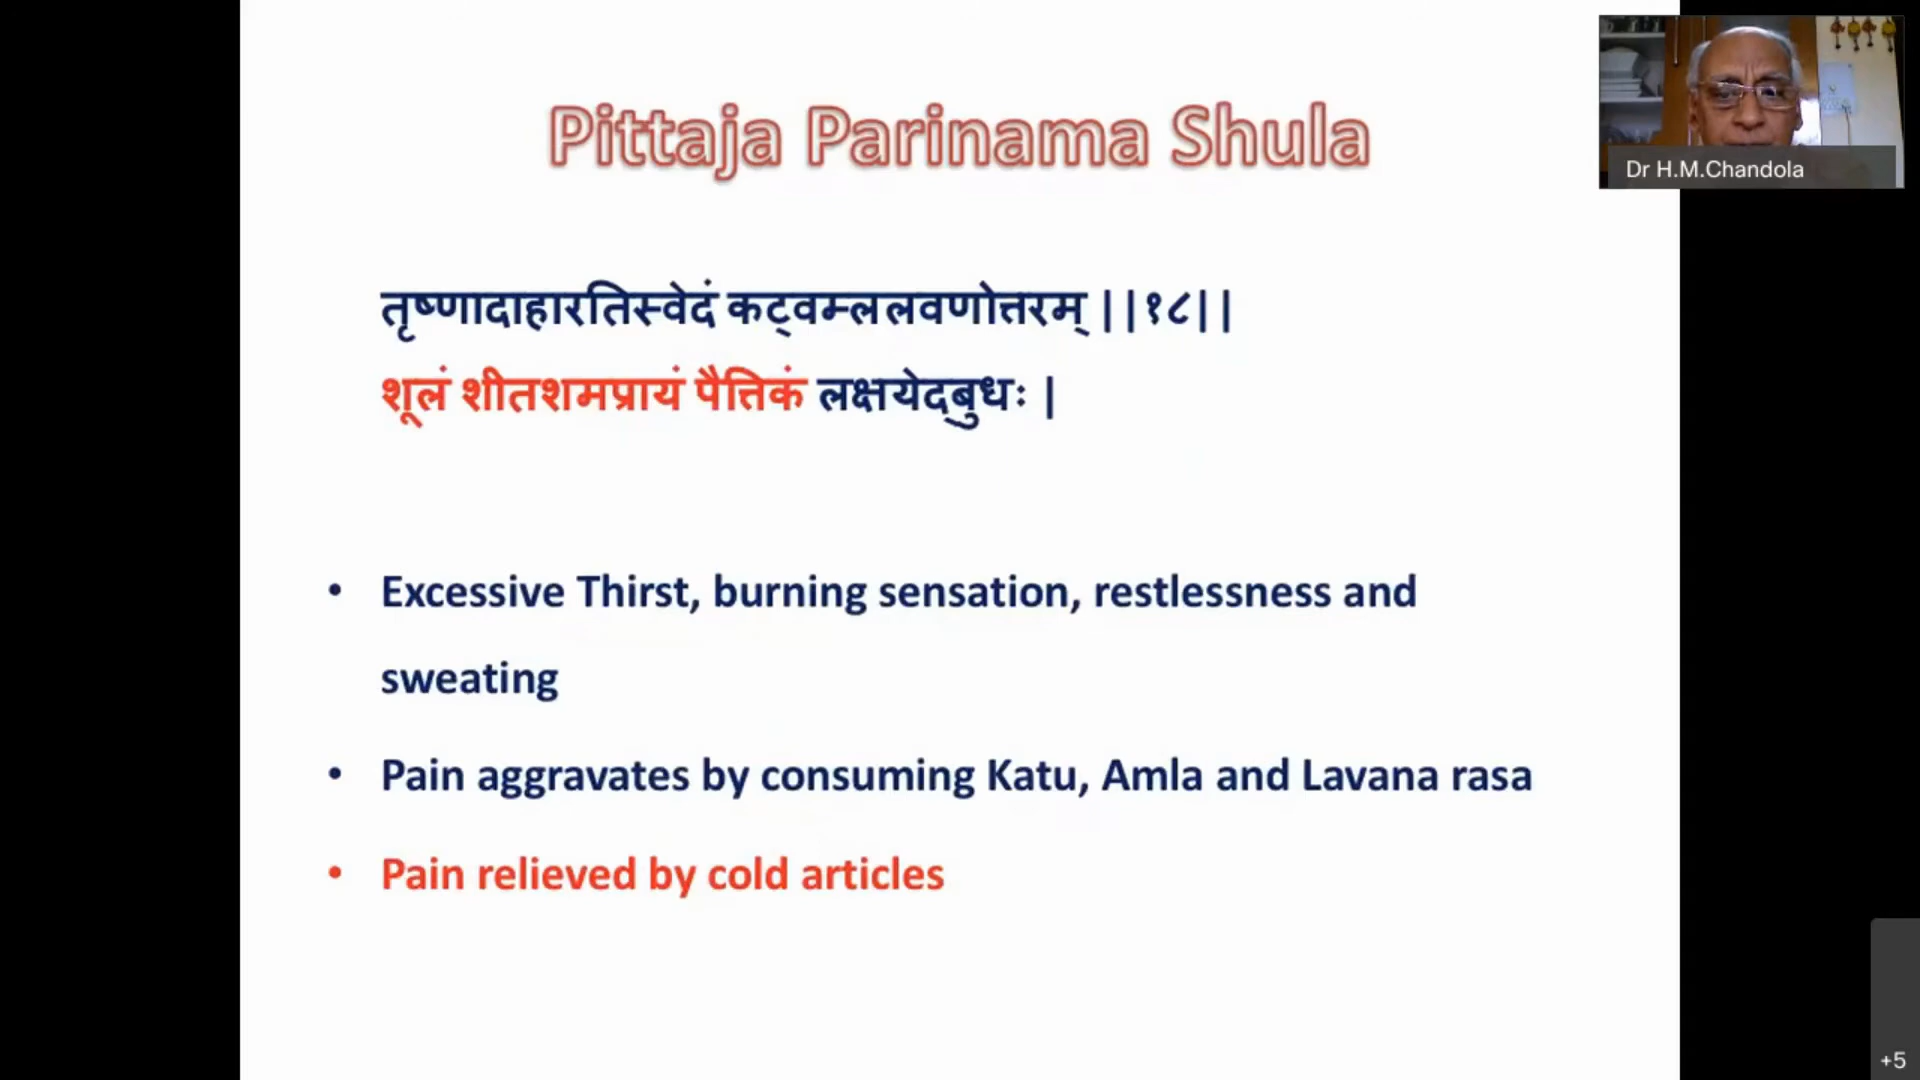 Pittaja Parinama Shula
Dr H.M.Chandola
तृष्णादाहारतिस्वेदं कट्वम्ललवणोत्तरम् ||१८||
शूलं शीतशमप्रायं पैत्तिकं लक्षयेद्बुधः |
• Excessive Thirst, burning sensation, restlessness and
sweating
• Pain aggravates by consuming Katu, Amla and Lavana rasa
• Pain relieved by cold articles
+5